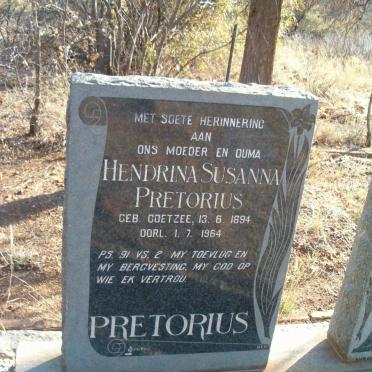 MET SOETE HERINNERING
AAN
ONS MOEDER EN OUMA
HENDRINA SUSANNA
PRETORIUS
GEB. COETZEE, 13. 6. 1894
OORL. 1. 7. 1964
PS. 91 VS. 2 MY TOEVLUG EN
MY BERGVESTING, MY GOD OP
WIE EK VERTROU.
PRETORIUS